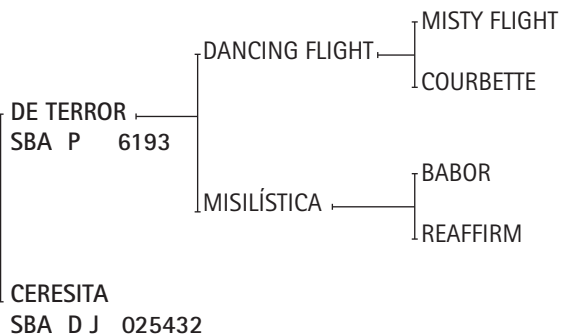 MISTY FLIGHT
DANCING FLIGHT
COURBETTE
DE TERROR
SBA P 6193
BABOR
MISILÍSTICA
REAFFIRM
CERESITA
SBA D J 025432